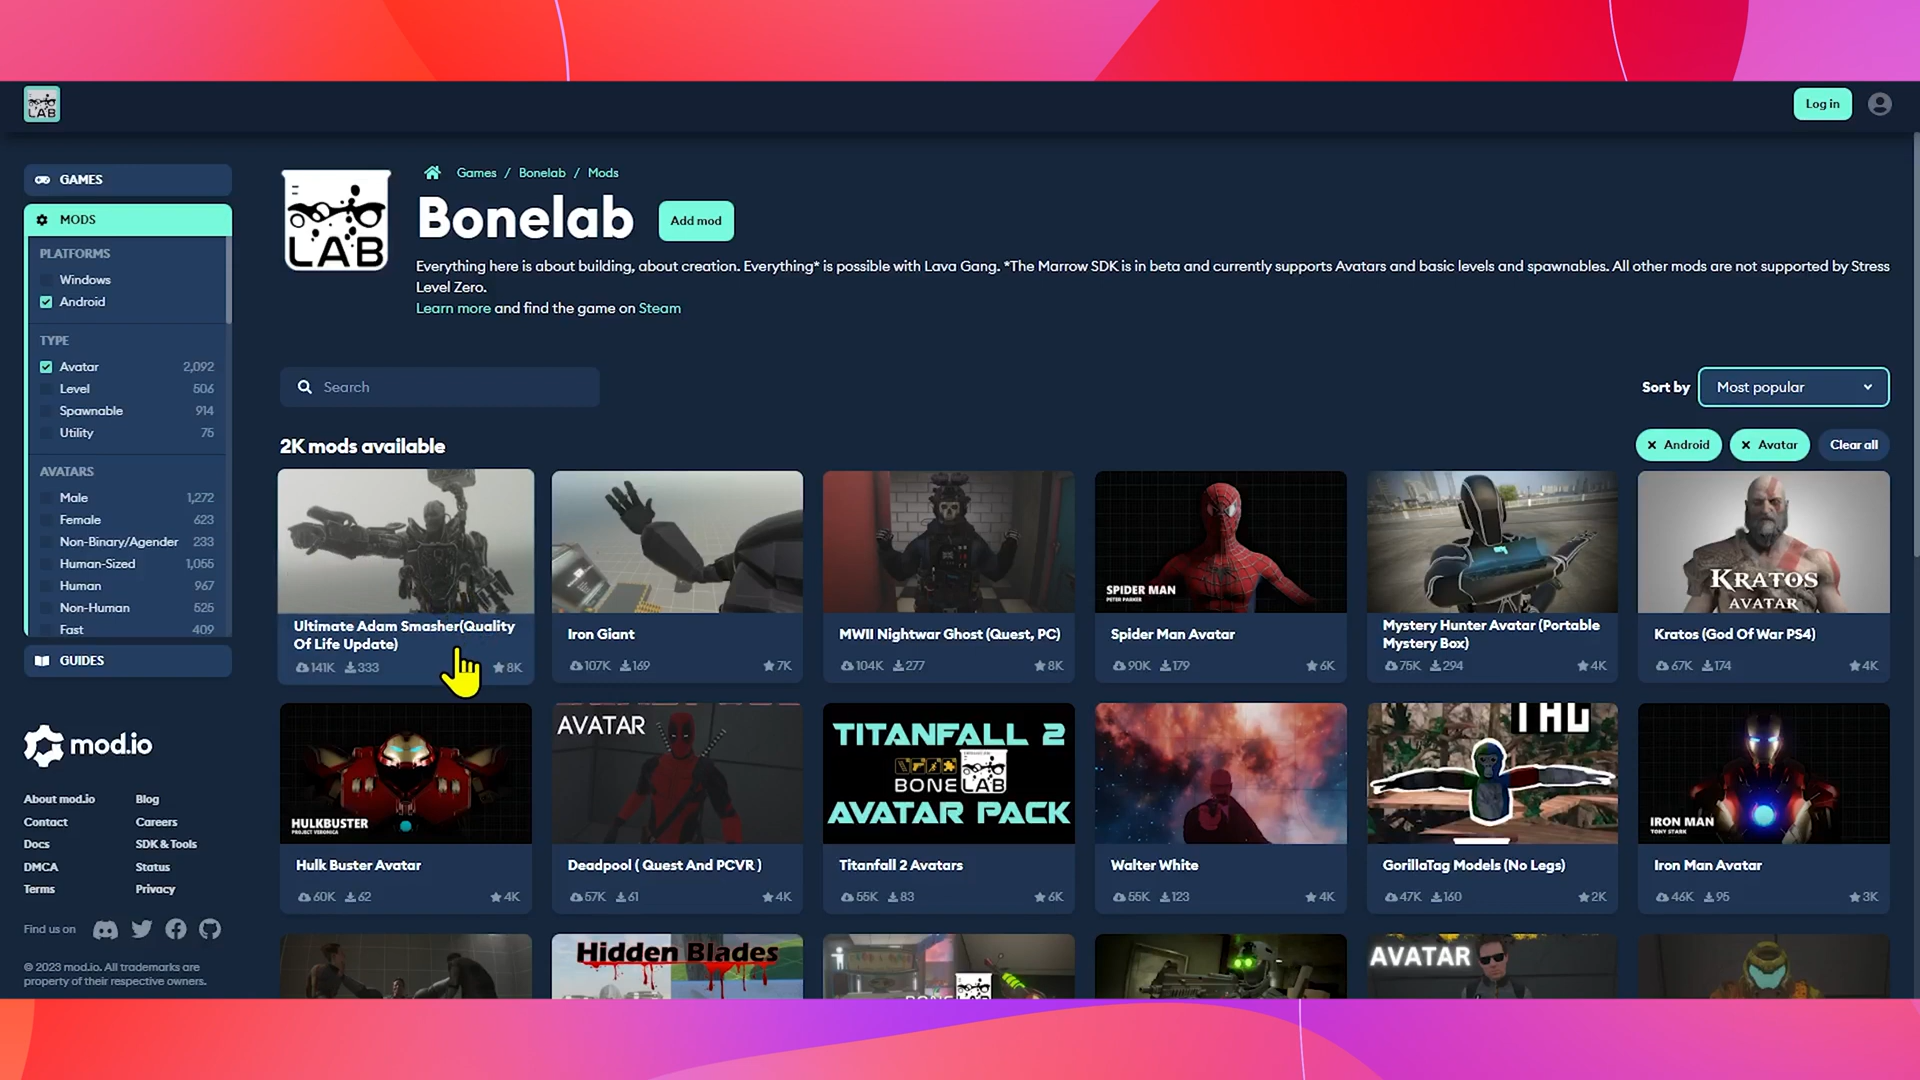 LAB
Log in
GAMES
MODS
PLATFORMS
Windows
Android
TYPE
Avatar 2,092
Level 506
Spawnable 914
Utility 75
AVATARS
Male 1,272
Female 623
Non-Binary/Agender 233
Human-Sized 1,055
Human 967
Non-Human 525
Fast 409
GUIDES
mod.io
About mod.io Blog
Contact Careers
Docs SDK & Tools
DMCA Status
Terms Privacy
Find us on
© 2023 mod.io. All trademarks are
property of their respective owners.
LAB
Games / Bonelab / Mods
Bonelab
Add mod
Everything here is about building, about creation. Everything* is possible with Lava Gang. *The Marrow SDK is in beta and currently supports Avatars and basic levels and spawnables. All other mods are not supported by Stress
Level Zero.
Learn more and find the game on Steam
Search
Sort by Most popular
2K mods available
Android Avatar Clear all
Ultimate Adam Smasher(Quality
Of Life Update)
141K 333 8K
Iron Giant
107K 169 7K
MWII Nightwar Ghost (Quest, PC)
104K 277 8K
SPIDER MAN
PETER PARKER
Spider Man Avatar
90K 179 6K
Mystery Hunter Avatar (Portable
Mystery Box)
75K 294 4K
KRATOS
AVATAR
Kratos (God Of War PS4)
67K 174 4K
HULKBUSTER
PROJECT VERONICA
Hulk Buster Avatar
60K 62 4K
AVATAR
Deadpool ( Quest And PCVR )
57K 61 4K
TITANFALL 2
BONE LAB
AVATAR PACK
Titanfall 2 Avatars
55K 83 6K
Walter White
55K 123 4K
TAG
GorillaTag Models (No Legs)
47K 160 2K
IRON MAN
TONY STARK
Iron Man Avatar
46K 95 3K
Hidden Blades
AVATAR